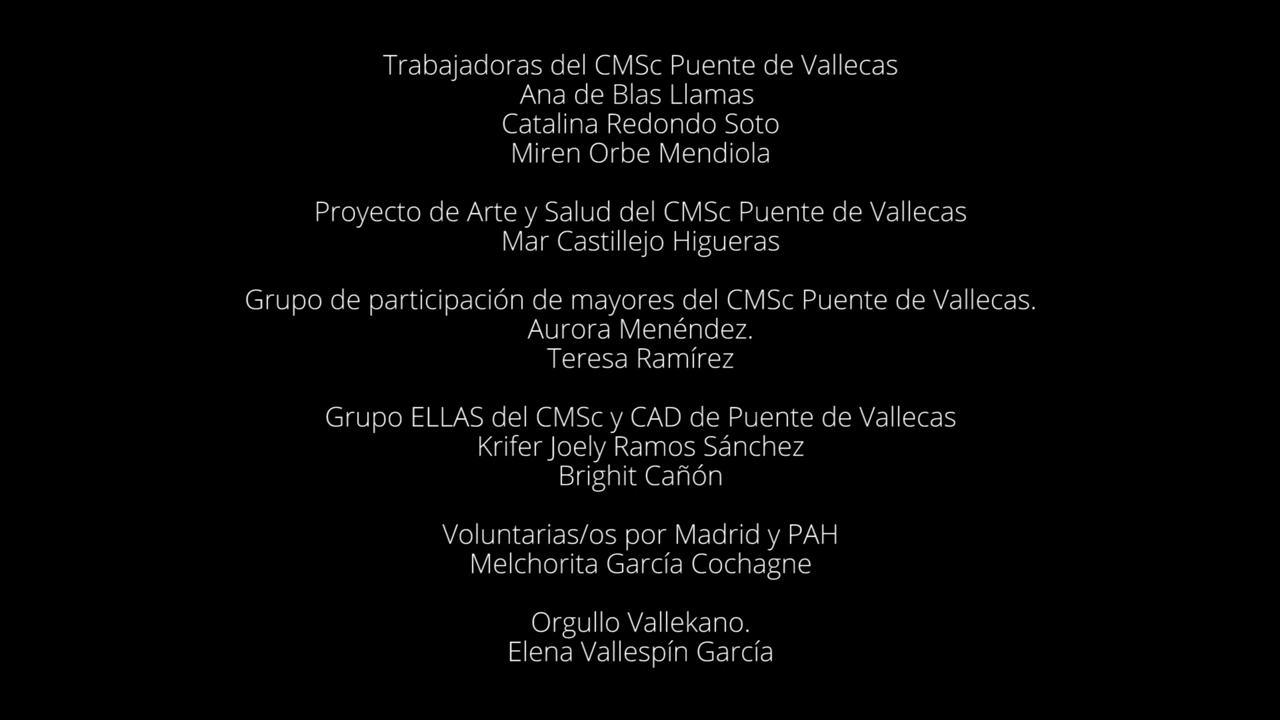 Trabajadoras del CMSc Puente de Vallecas
Ana de Blas Llamas
Catalina Redondo Soto
Miren Orbe Mendiola
Proyecto de Arte y Salud del CMSc Puente de Vallecas
Mar Castillejo Higueras
Grupo de participación de mayores del CMSc Puente de Vallecas.
Aurora Menéndez.
Teresa Ramírez
Grupo ELLAS del CMSc y CAD de Puente de Vallecas
Krifer Joely Ramos Sánchez
Brighit Cañón
Voluntarias/os por Madrid y PAH
Melchorita García Cochagne
Orgullo Vallekano.
Elena Vallespín García